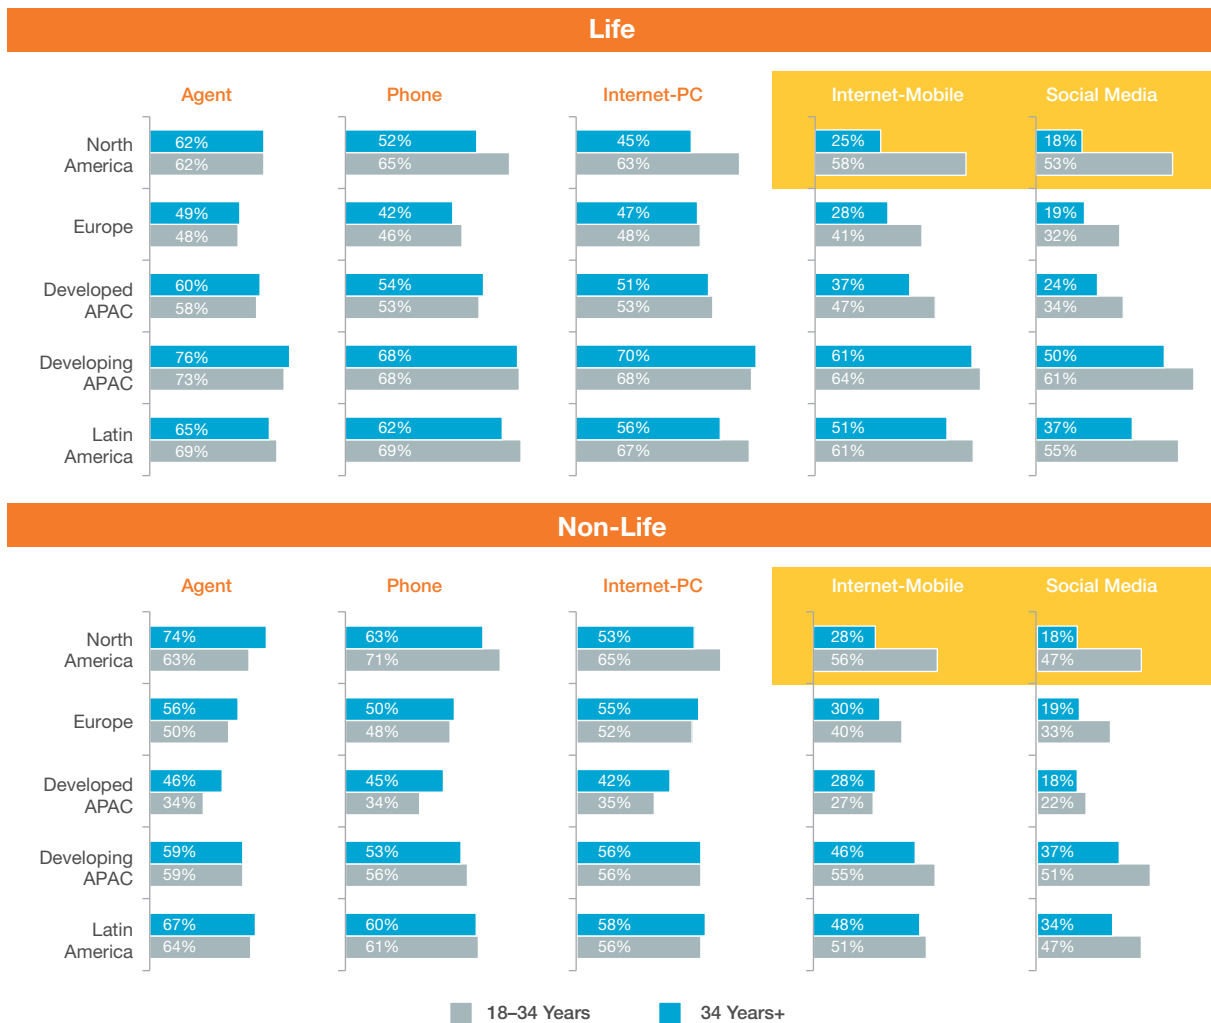 Life
Agent Phone Internet-PC Internet-Mobile Social Media
North America
62% 52% 45% 25% 18%
62% 65% 63% 58% 53%
Europe
49% 42% 47% 28% 19%
48% 46% 48% 41% 32%
Developed APAC
60% 54% 51% 37% 24%
58% 53% 53% 47% 34%
Developing APAC
76% 68% 70% 61% 50%
73% 68% 68% 64% 61%
Latin America
65% 62% 56% 51% 37%
69% 69% 67% 61% 55%
Non-Life
Agent Phone Internet-PC Internet-Mobile Social Media
North America
74% 63% 53% 28% 18%
63% 71% 65% 56% 47%
Europe
56% 50% 55% 30% 19%
50% 48% 52% 40% 33%
Developed APAC
46% 45% 42% 28% 18%
34% 34% 35% 27% 22%
Developing APAC
59% 53% 56% 46% 37%
59% 56% 56% 55% 51%
Latin America
67% 60% 58% 48% 34%
64% 61% 56% 51% 47%
18–34 Years 34 Years+